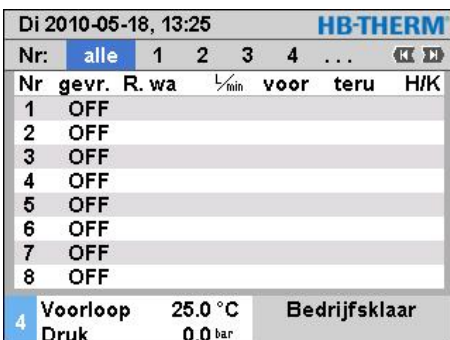 Di 2010-05-18, 13:25 HB-THERM
Nr: alle 1 2 3 4 ...
Nr gevr. R. wa L/min voor teru H/K
1 OFF
2 OFF
3 OFF
4 OFF
5 OFF
6 OFF
7 OFF
8 OFF
4 Voorloop 25.0 °C Bedrijfsklaar
Druk 0.0 bar